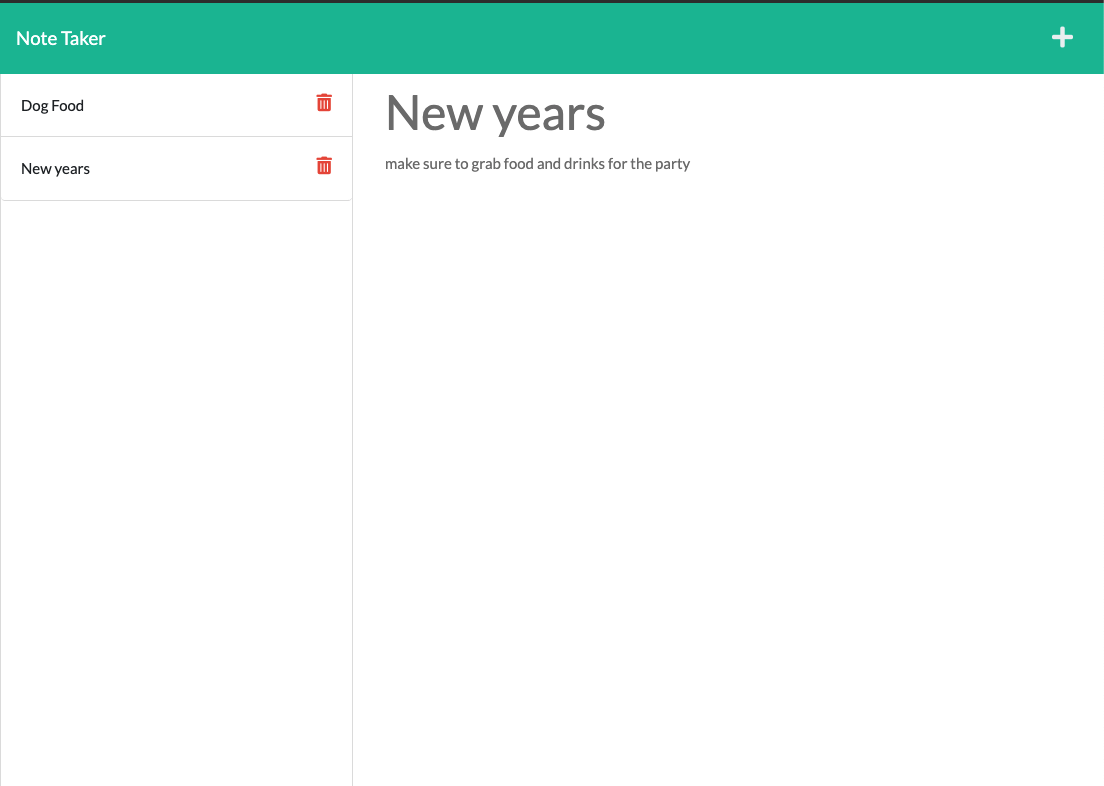 Note Taker
Dog Food
New years
New years
make sure to grab food and drinks for the party